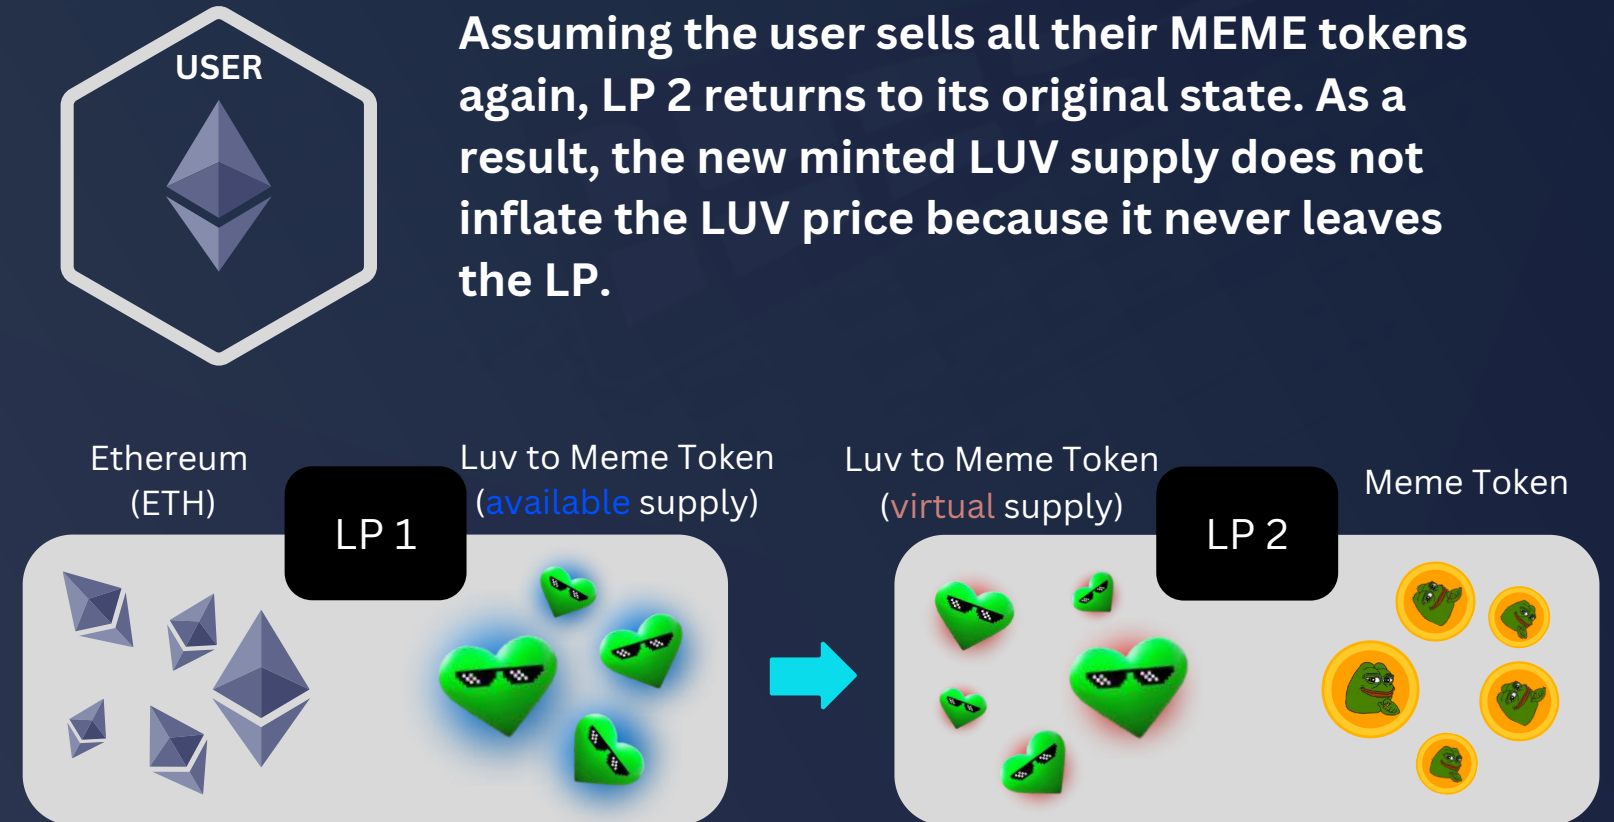 USER
Assuming the user sells all their MEME tokens
again, LP 2 returns to its original state. As a
result, the new minted LUV supply does not
inflate the LUV price because it never leaves
the LP.
Ethereum
(ETH)
LP 1
Luv to Meme Token
(available supply)
Luv to Meme Token
(virtual supply)
LP 2
Meme Token